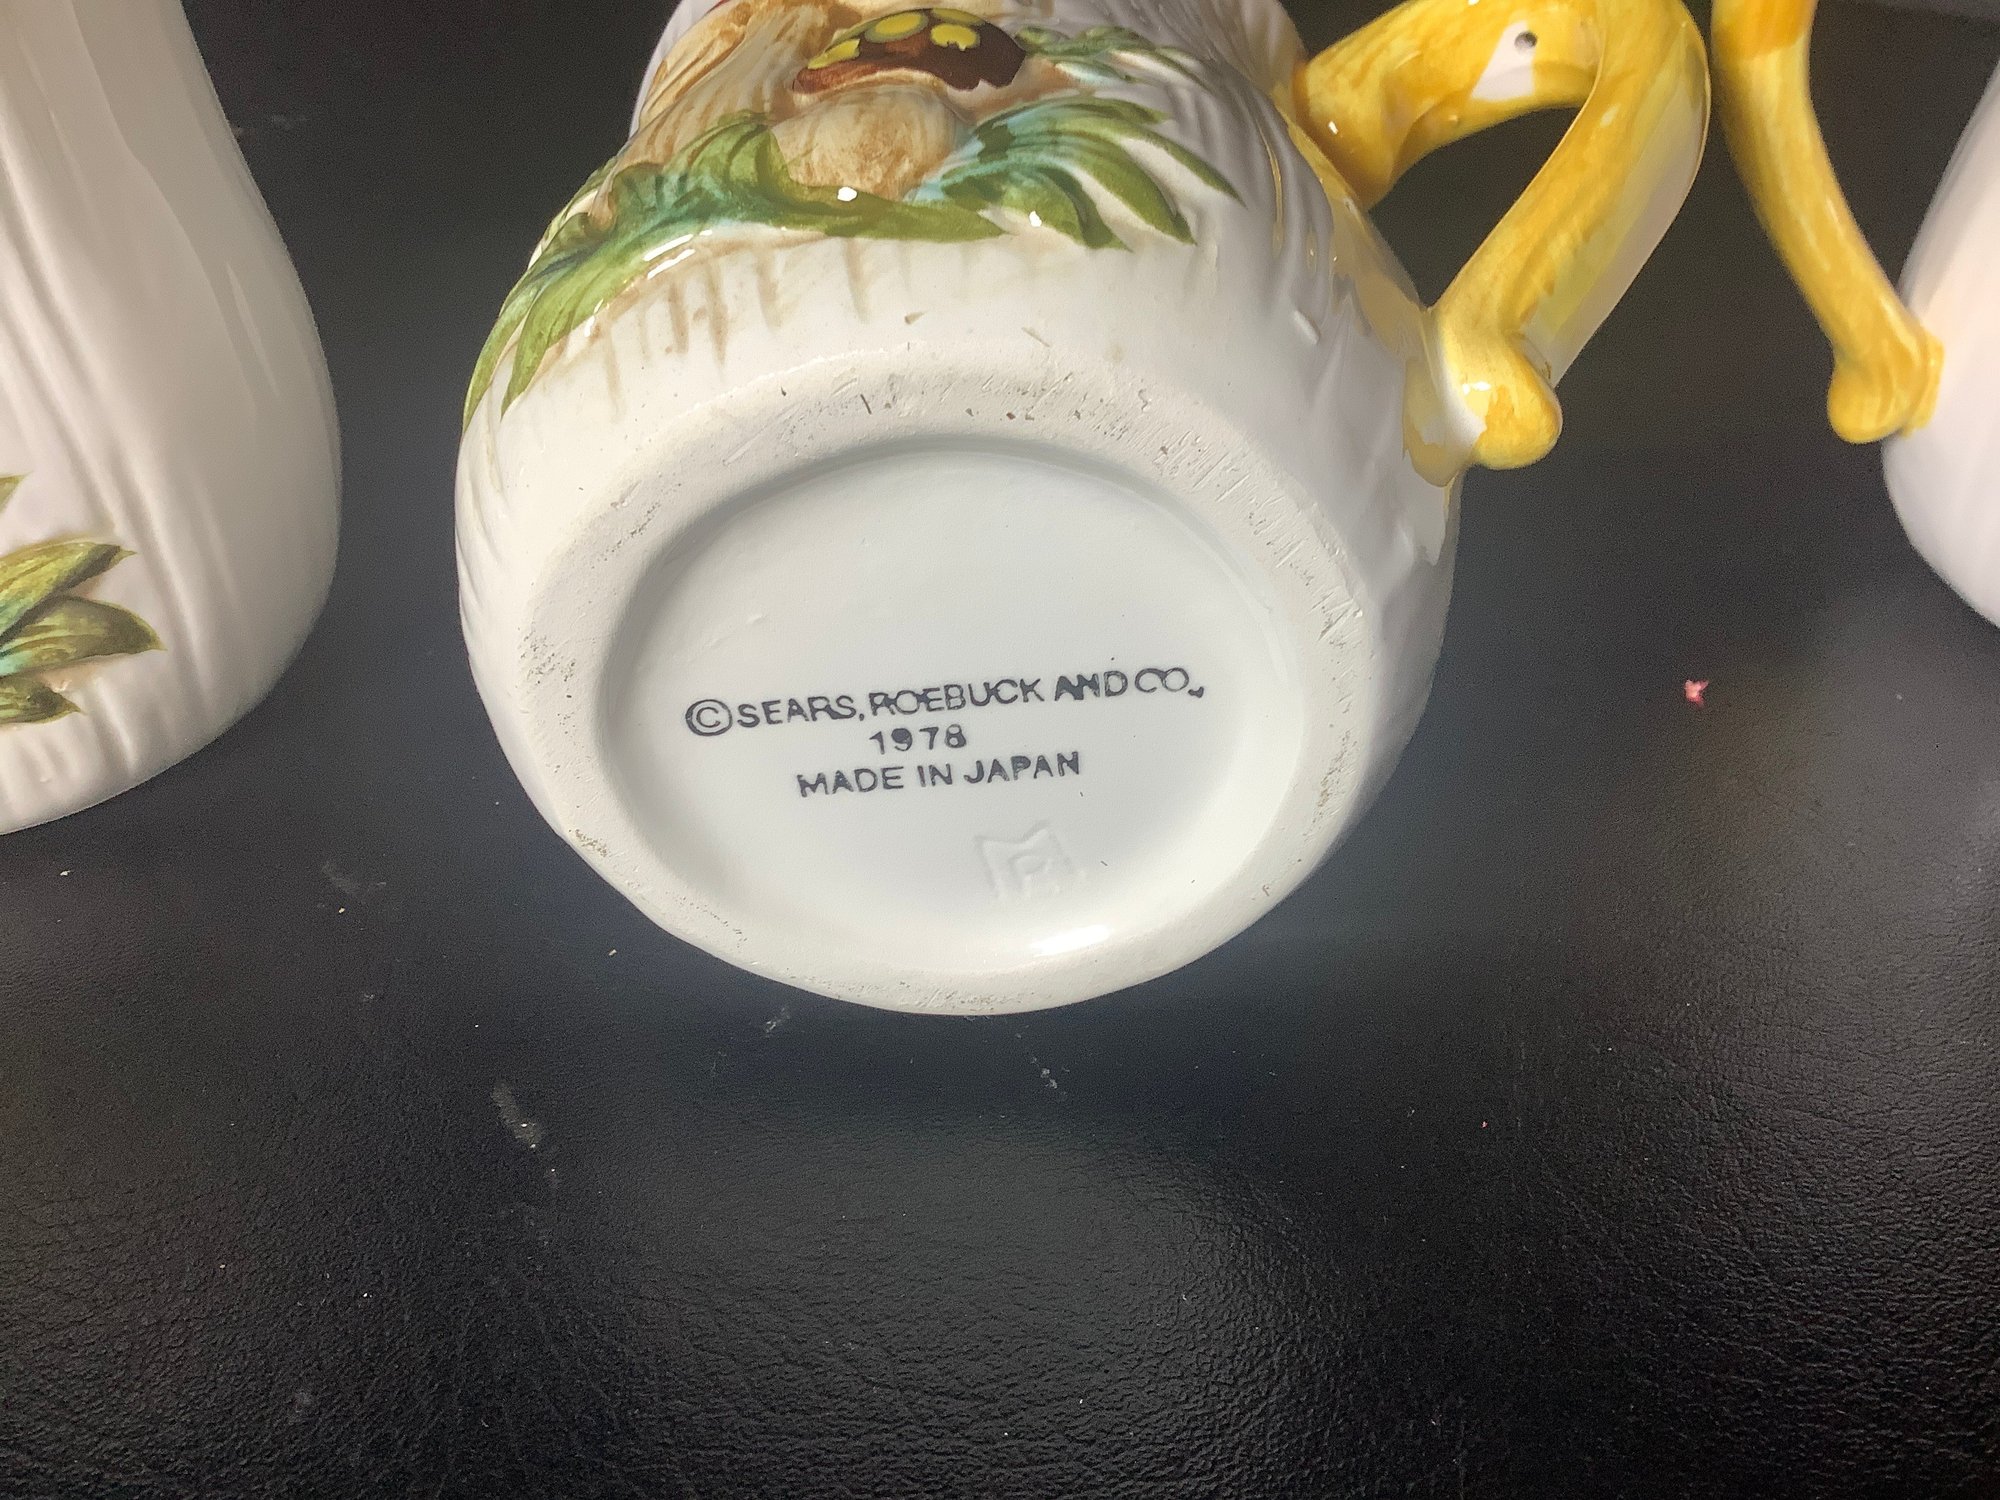 ©SEARS, ROEBUCK AND CO.
1978
MADE IN JAPAN